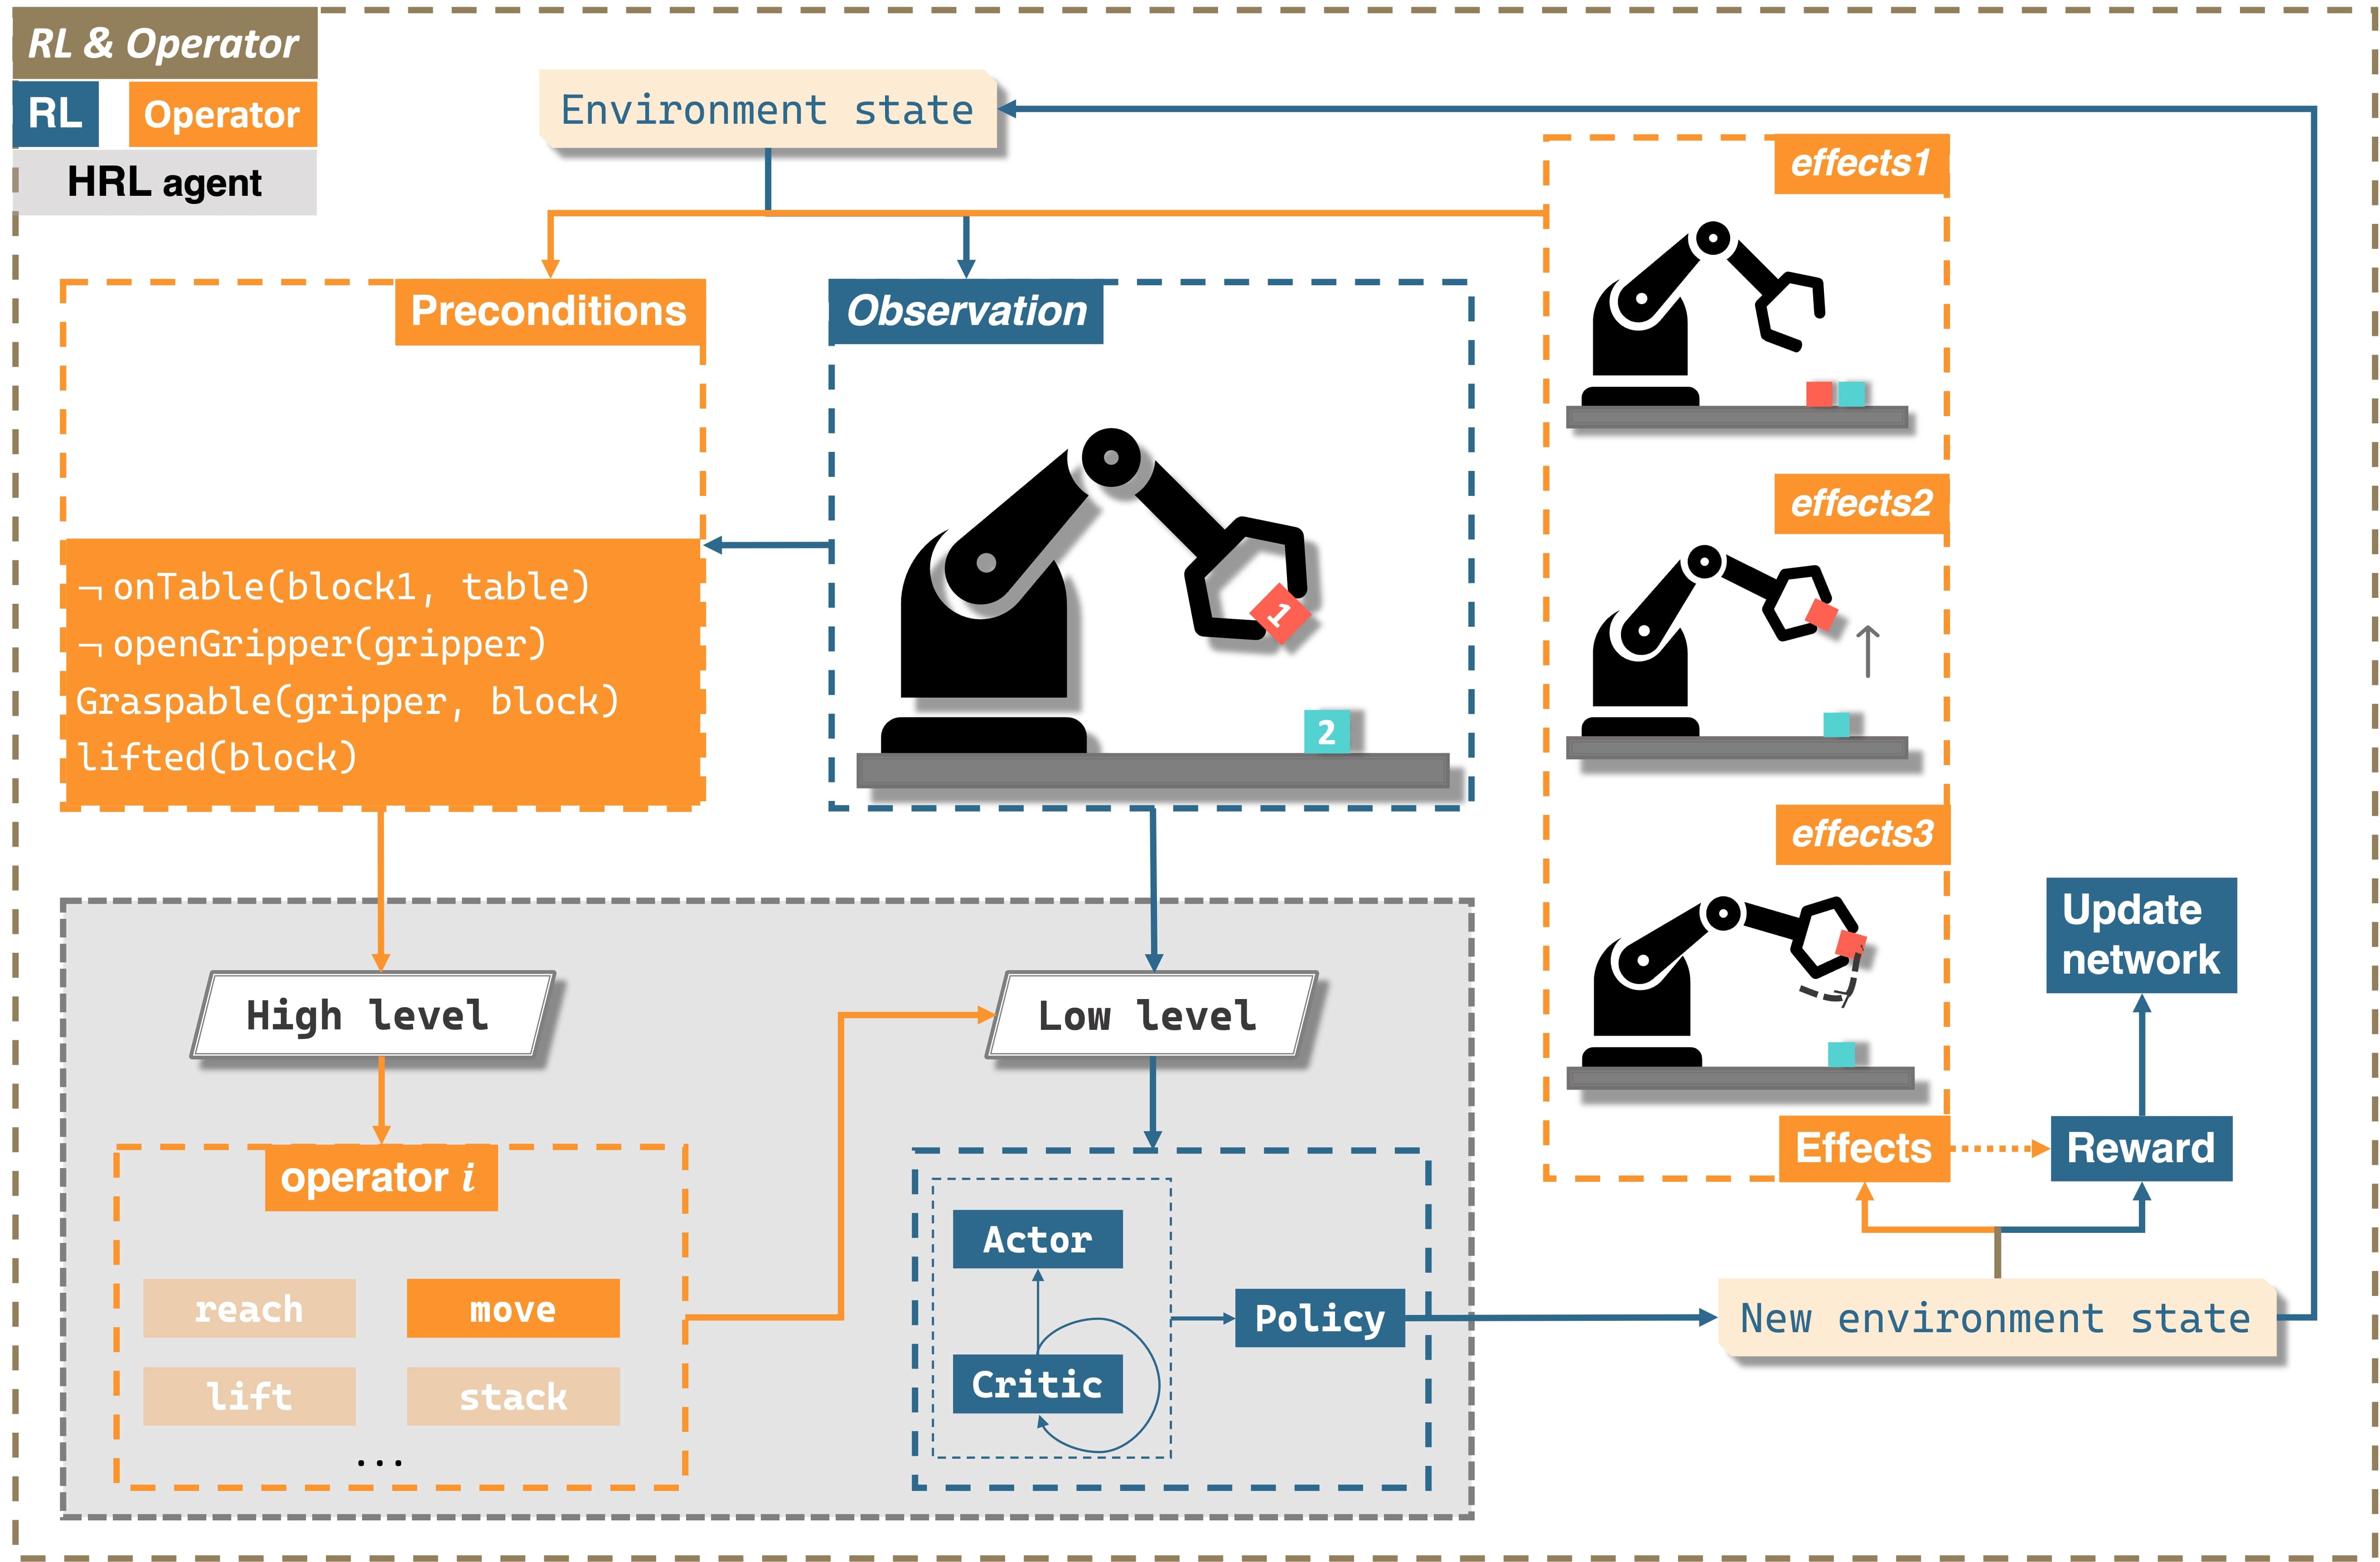 RL & Operator
RL
Operator
HRL agent
Environment state
Preconditions
¬ onTable(block1, table)
¬ openGripper(gripper)
Graspable(gripper, block)
lifted(block)
Observation
1
2
effects1
effects2
effects3
Effects
Reward
Update
network
High level
operator i
reach
move
lift
stack
...
Low level
Actor
Critic
Policy
New environment state